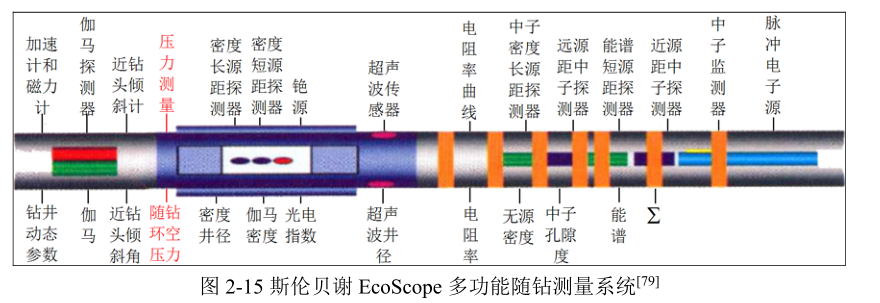 加速计和磁力计
伽马探测器
近钻头倾斜计
压力测量
密度长源距探测器
密度短源距探测器
铯源
超声波传感器
电阻率曲线
中子密度长源距探测器
远源距中子探测器
能谱短源距探测器
近源距中子探测器
中子监测器
脉冲电子源
钻井动态参数
伽马
近钻头倾斜角
随钻环空压力
密度井径
伽马密度
光电指数
超声波井径
电阻率
无源密度
中子孔隙度
能谱
Σ
图 2-15 斯伦贝谢 EcoScope 多功能随钻测量系统[79]